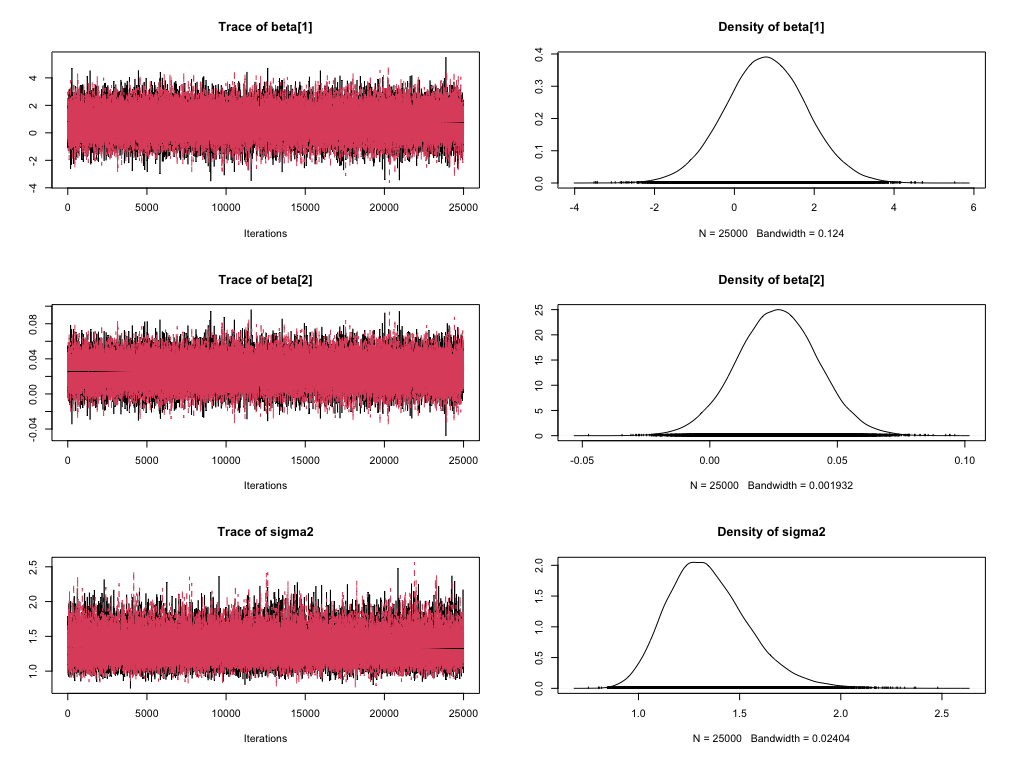 Trace of beta[1]
4
2
0
-2
-4
0 5000 10000 15000 20000 25000
Iterations
Density of beta[1]
0.4
0.3
0.2
0.1
0.0
-4 -2 0 2 4 6
N = 25000 Bandwidth = 0.124
Trace of beta[2]
0.08
0.04
0.00
-0.04
0 5000 10000 15000 20000 25000
Iterations
Density of beta[2]
25
20
15
10
5
0
-0.05 0.00 0.05 0.10
N = 25000 Bandwidth = 0.001932
Trace of sigma2
2.5
2.0
1.5
1.0
0 5000 10000 15000 20000 25000
Iterations
Density of sigma2
2.0
1.5
1.0
0.5
0.0
1.0 1.5 2.0 2.5
N = 25000 Bandwidth = 0.02404